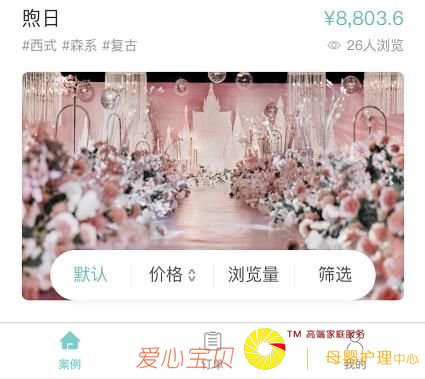 煦日
¥8,803.6
#西式 #森系 #复古
26人浏览
默认 价格 浏览量 筛选
案例 订单 我的
爱心宝贝 TM 高端家庭服务
母婴护理中心